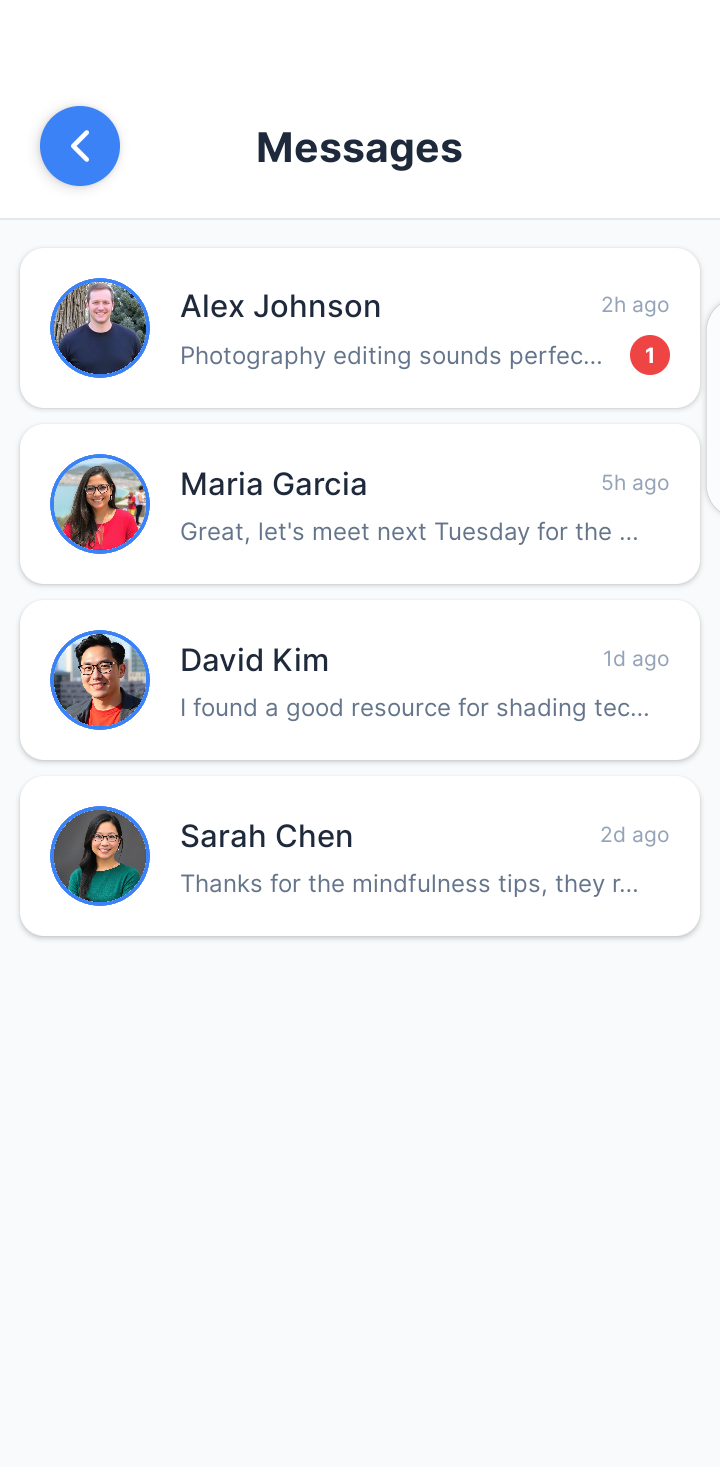 Messages
Alex Johnson
2h ago
Photography editing sounds perfec...
1
Maria Garcia
5h ago
Great, let's meet next Tuesday for the ...
David Kim
1d ago
I found a good resource for shading tec...
Sarah Chen
2d ago
Thanks for the mindfulness tips, they r...